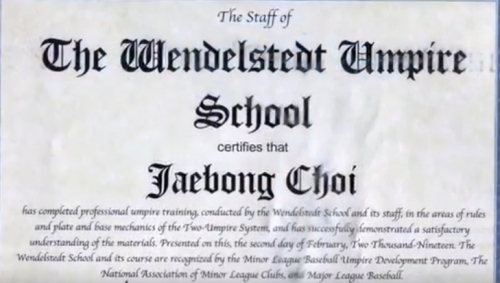 The Staff of
The Wendelstedt Umpire
School
certifies that
Jaebong Choi
has completed professional umpire training, conducted by the Wendelstedt School and its staff, in the areas of rules
and plate and base mechanics of the Two-Umpire System, and has successfully demonstrated a satisfactory
understanding of the materials. Presented on this, the second day of February, Two Thousand-Nineteen. The
Wendelstedt School and its course are recognized by the Minor League Baseball Umpire Development Program, The
National Association of Minor League Clubs, and Major League Baseball.